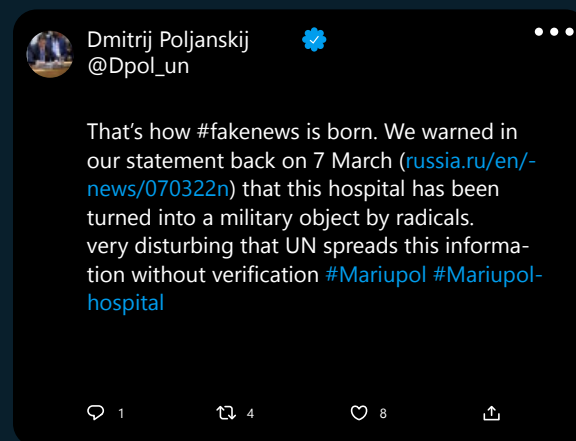 Dmitrij Poljanskij
@Dpol_un
That's how #fakenews is born. We warned in
our statement back on 7 March (russia.ru/en/-
news/070322n) that this hospital has been
turned into a military object by radicals.
very disturbing that UN spreads this informa-
tion without verification #Mariupol #Mariupol-
hospital
1 4 8